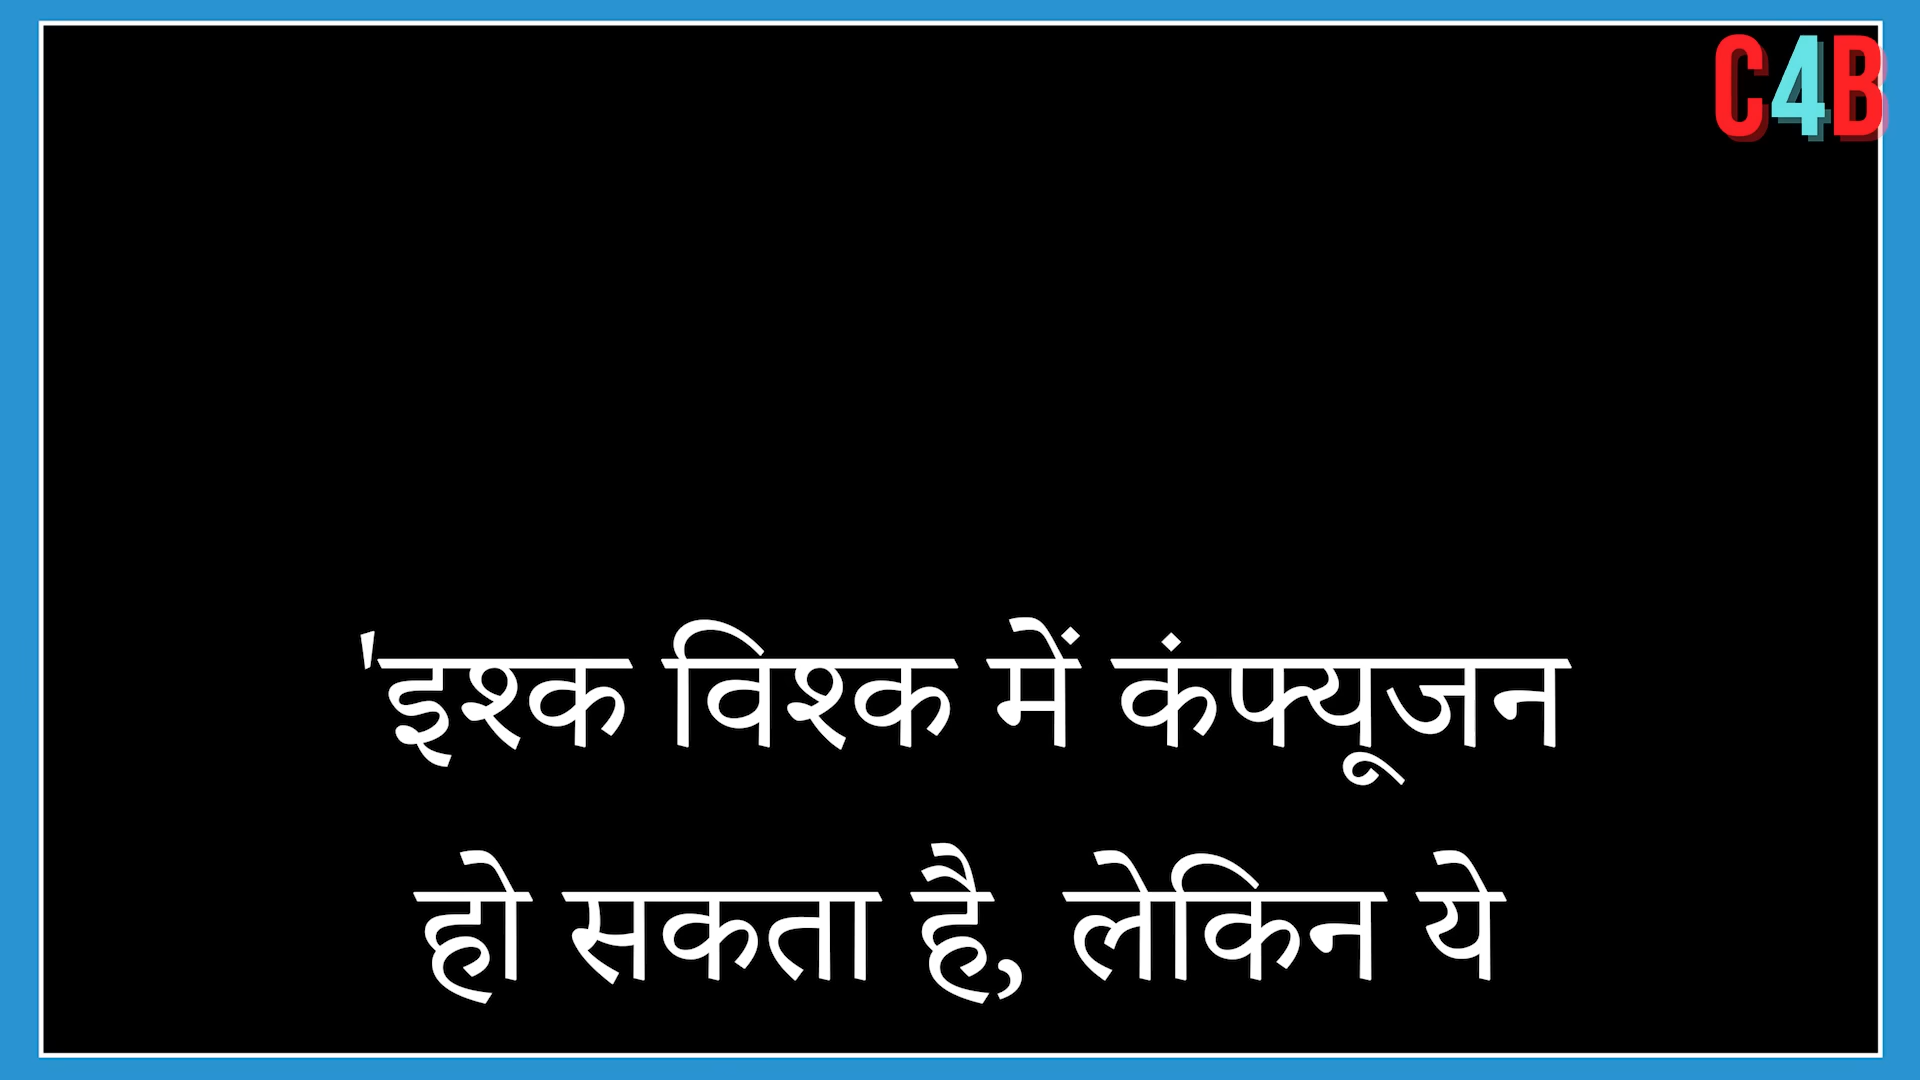 C4B
'इश्क विश्क में कंफ्यूजन
हो सकता है, लेकिन ये